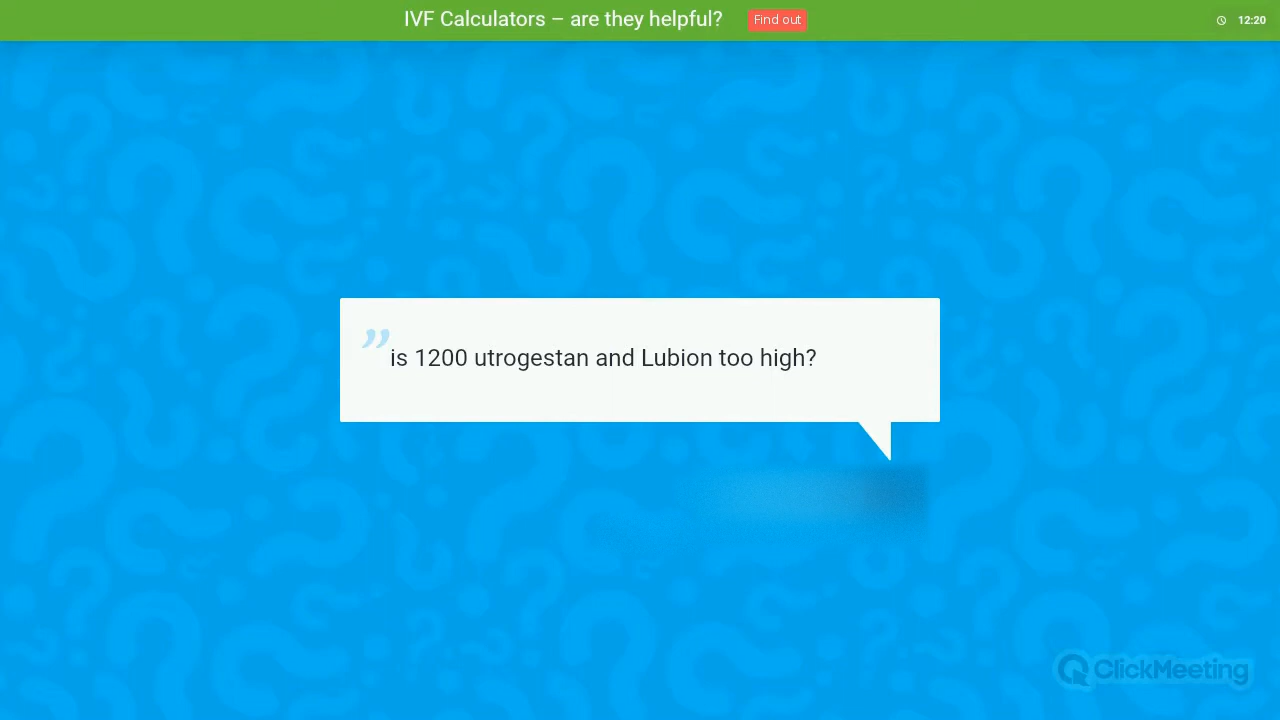 IVF Calculators – are they helpful? Find out
12:20
” is 1200 utrogestan and Lubion too high?
ClickMeeting